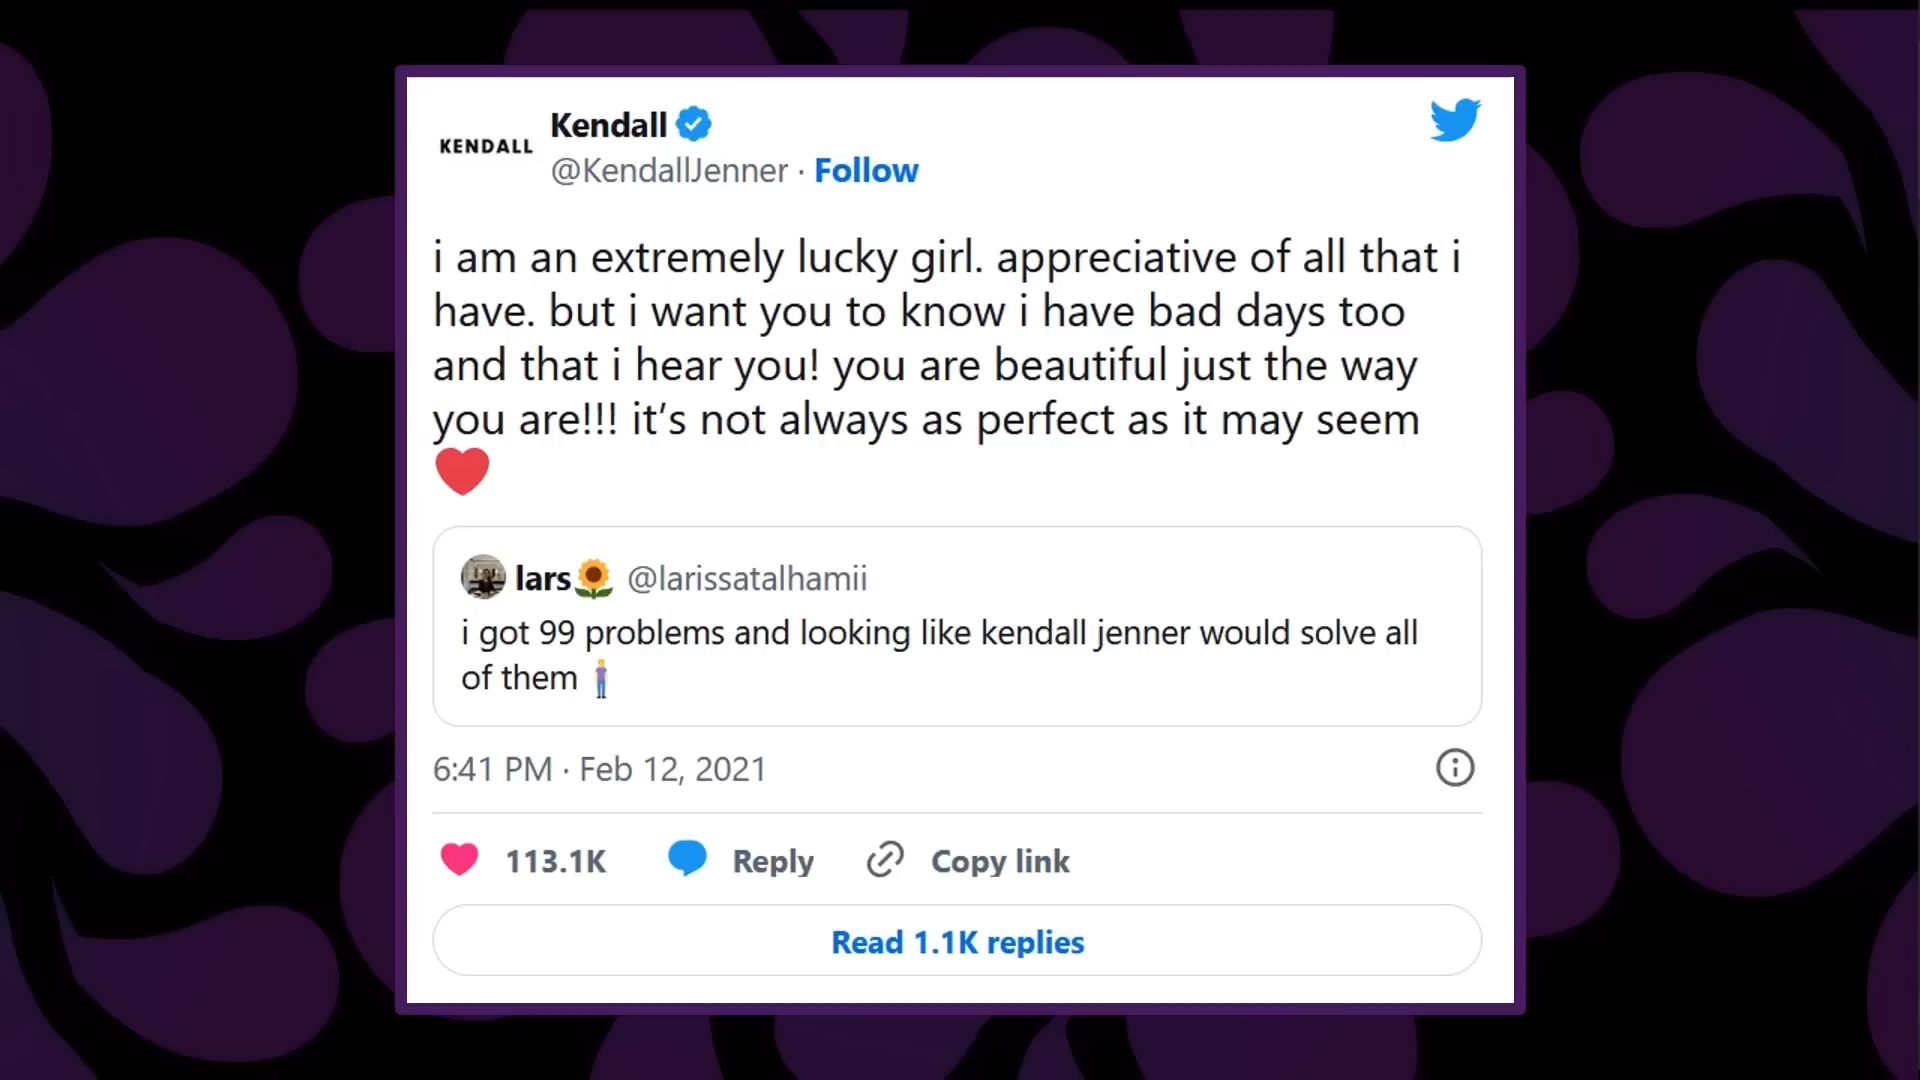 KENDALL
Kendall
@KendallJenner · Follow
i am an extremely lucky girl. appreciative of all that i
have. but i want you to know i have bad days too
and that i hear you! you are beautiful just the way
you are!!! it’s not always as perfect as it may seem
❤️
lars🌻 @larissatalhamii
i got 99 problems and looking like kendall jenner would solve all
of them 🧍🏼‍♀️
6:41 PM · Feb 12, 2021
113.1K Reply Copy link
Read 1.1K replies